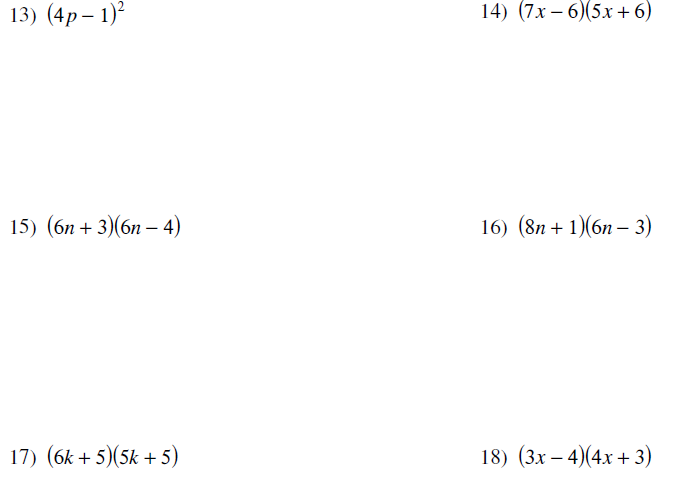 13) (4p − 1)²
14) (7x − 6)(5x + 6)
15) (6n + 3)(6n − 4)
16) (8n + 1)(6n − 3)
17) (6k + 5)(5k + 5)
18) (3x − 4)(4x + 3)